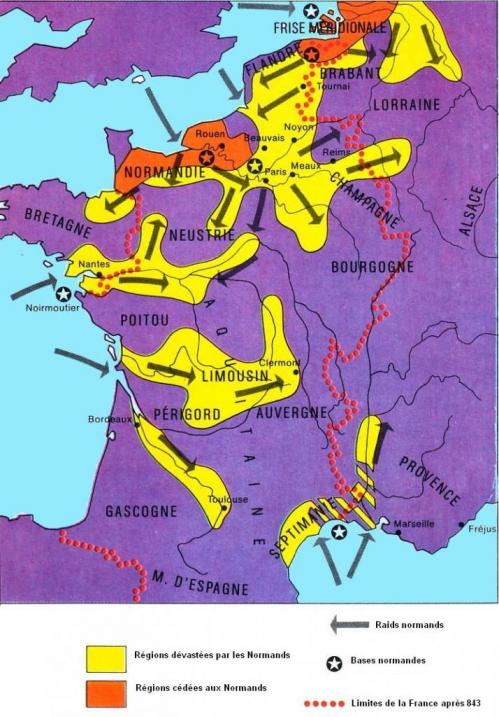 FRISE MÉRIDIONALE
FLANDRE
BRABANT
Tournai
LORRAINE
Rouen
Beauvais
Noyon
Reims
NORMANDIE
Paris
Meaux
CHAMPAGNE
ALSACE
BRETAGNE
NEUSTRIE
Nantes
BOURGOGNE
Noirmoutier
POITOU
AQUITAINE
Clermont
LIMOUSIN
PÉRIGORD
AUVERGNE
Bordeaux
PROVENCE
Toulouse
GASCOGNE
SEPTIMANIE
Marseille
Fréjus
M. D'ESPAGNE
Raids normands
Régions dévastées par les Normands
Bases normandes
Régions cédées aux Normands
Limites de la France après 843